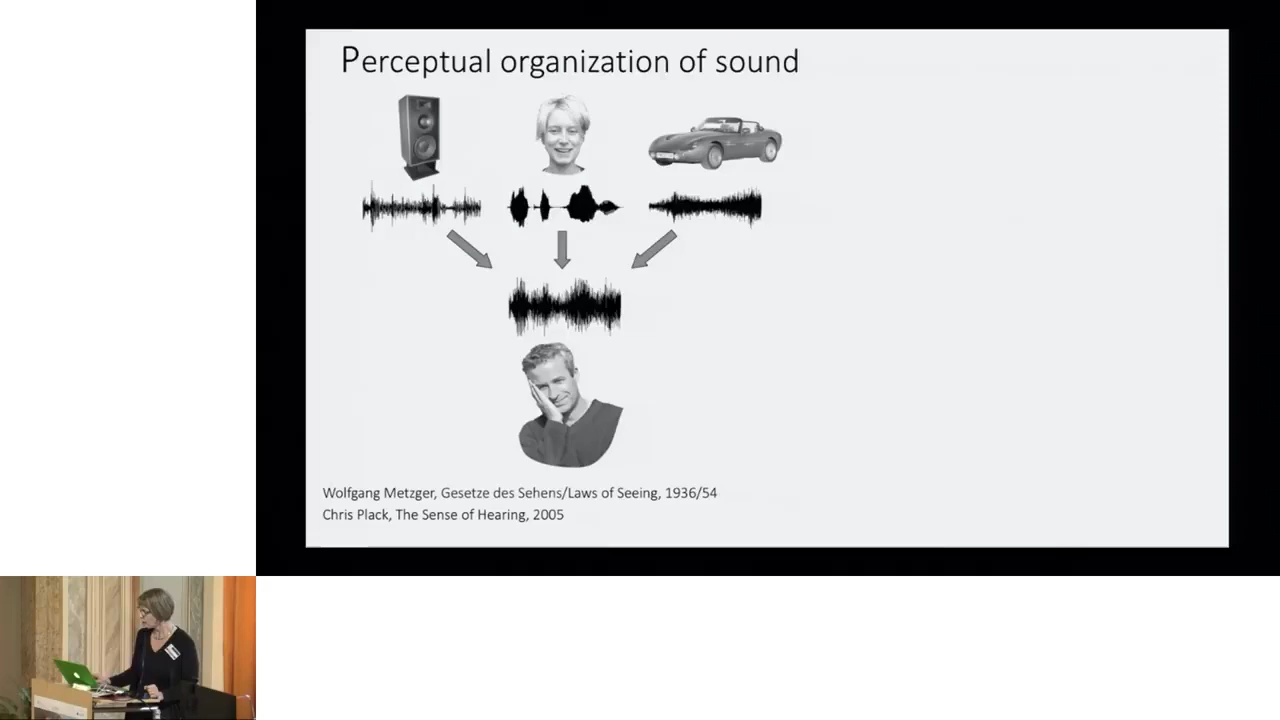 Perceptual organization of sound
Wolfgang Metzger, Gesetze des Sehens/Laws of Seeing, 1936/54
Chris Plack, The Sense of Hearing, 2005